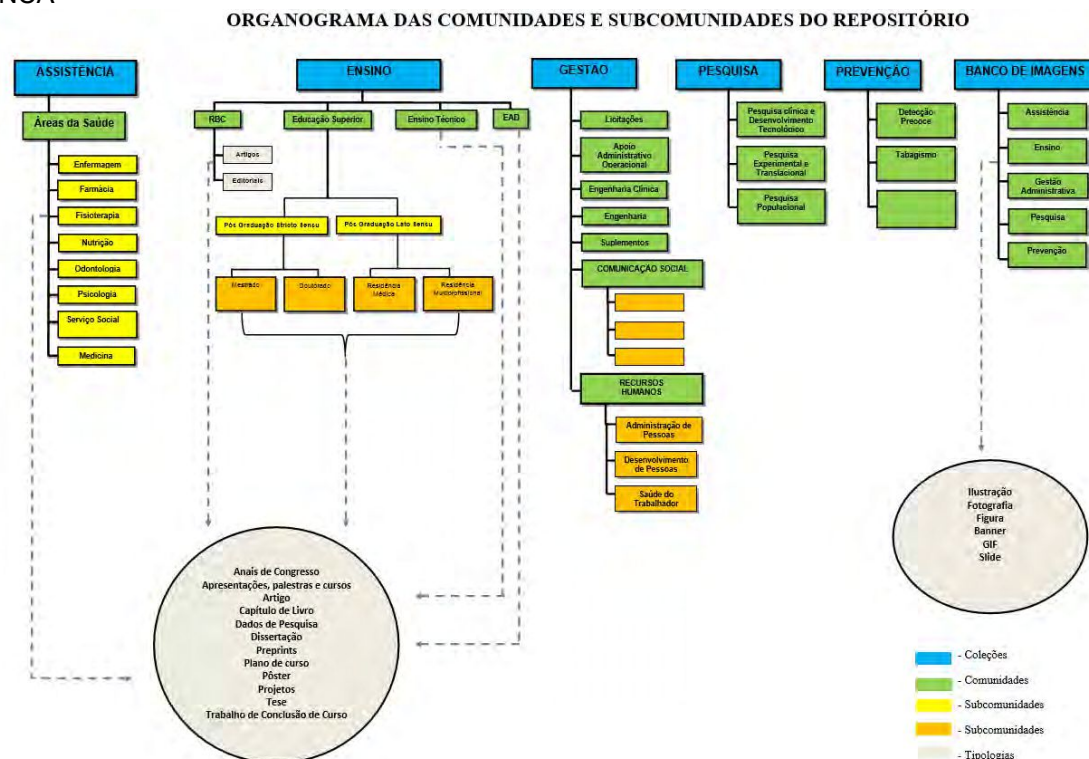 ORGANOGRAMA DAS COMUNIDADES E SUBCOMUNIDADES DO REPOSITÓRIO
ASSISTÊNCIA
Àreas da Saúde
Enfermagem
Farmácia
Fisioterapia
Nutrição
Odontologia
Psicologia
Serviço Social
Medicina
ENSINO
RBC
Artigos
Editoriais
Educação Superior
Pós Graduação Stricto Sensu
Mestrado
Doutorado
Pós Graduação Lato Sensu
Residência
Médica
Residência
Multiprofissional
Ensino Técnico
EAD
GESTÃO
Licitações
Apoio
Administrativo
Operacional
Engenharia Clínica
Engenharia
Suplementos
COMUNICAÇÃO SOCIAL
RECURSOS
HUMANOS
Administração de
Pessoas
Desenvolvimento
de Pessoas
Saúde do
Trabalhador
PESQUISA
Pesquisa clínica e
Desenvolvimento
Tecnológico
Pesquisa
Experimental e
Translacional
Pesquisa
Populacional
PREVENÇÃO
Detecção
Precoce
Tabagismo
BANCO DE IMAGENS
Assistência
Ensino
Gestão
Administrativa
Pesquisa
Prevenção
Anais de Congresso
Apresentações, palestras e cursos
Artigo
Capítulo de Livro
Dados de Pesquisa
Dissertação
Preprints
Plano de curso
Pôster
Projetos
Tese
Trabalho de Conclusão de Curso
Ilustração
Fotografia
Figura
Banner
GIF
Slide
- Coleções
- Comunidades
- Subcomunidades
- Subcomunidades
- Tipologias